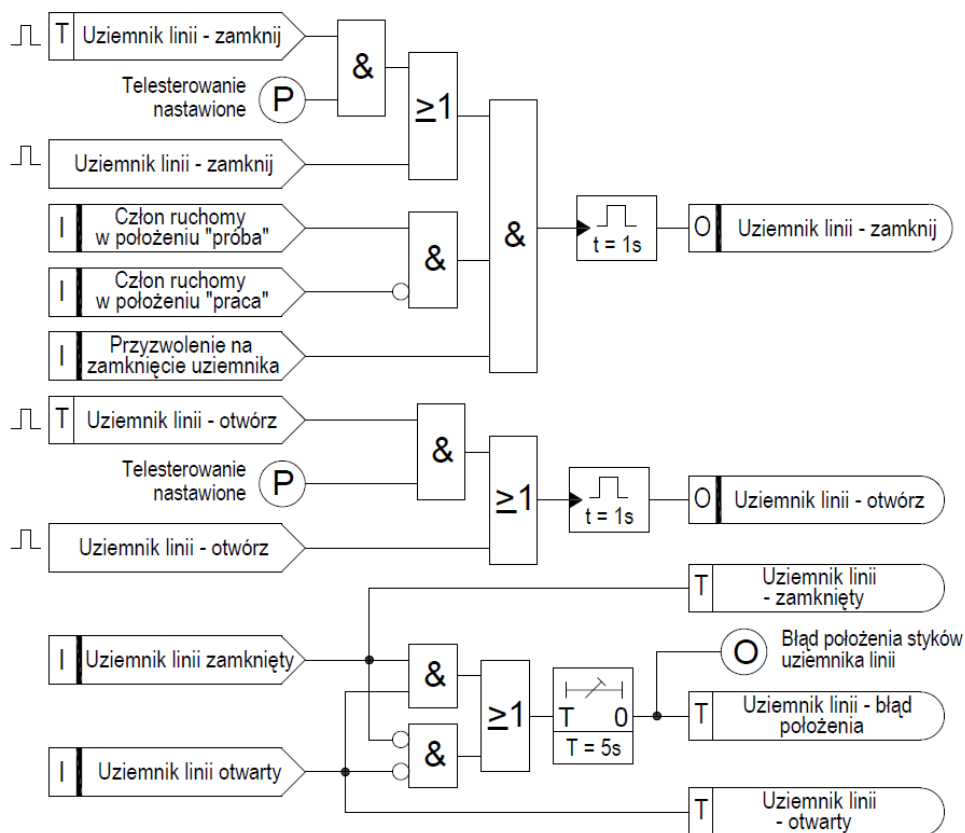 T Uziemnik linii - zamknij
&
Telesterowanie
nastawione
P
≥1
Uziemnik linii - zamknij
I Człon ruchomy
w położeniu "próba"
&
&
t = 1s
O Uziemnik linii - zamknij
I Człon ruchomy
w położeniu "praca"
I Przyzwolenie na
zamknięcie uziemnika
T Uziemnik linii - otwórz
&
Telesterowanie
nastawione
P
≥1
t = 1s
O Uziemnik linii - otwórz
Uziemnik linii - otwórz
T Uziemnik linii
- zamknięty
I Uziemnik linii zamknięty
&
O
Błąd położenia styków
uziemnika linii
≥1
T 0
T = 5s
T Uziemnik linii - błąd
położenia
I Uziemnik linii otwarty
&
T Uziemnik linii
- otwarty